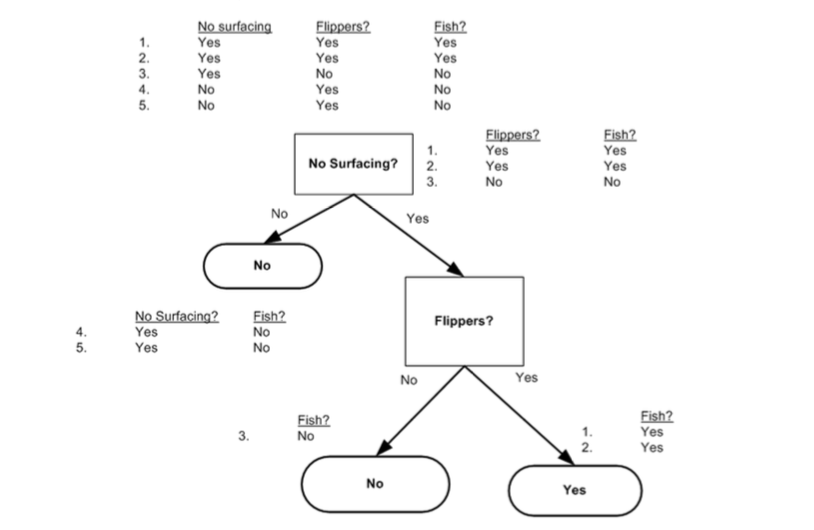 No surfacing Flippers? Fish?
1. Yes Yes Yes
2. Yes Yes Yes
3. Yes No No
4. No Yes No
5. No Yes No
Flippers? Fish?
1. Yes Yes
2. Yes Yes
3. No No
No Surfacing?
No
Yes
No
Flippers?
No Surfacing? Fish?
4. Yes No
5. Yes No
No
Yes
Fish?
3. No
Fish?
1. Yes
2. Yes
No
Yes